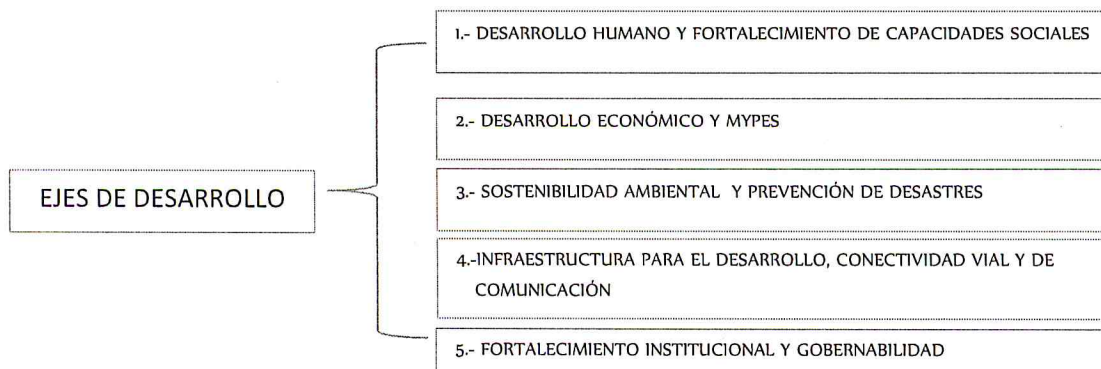 1.- DESARROLLO HUMANO Y FORTALECIMIENTO DE CAPACIDADES SOCIALES
2.- DESARROLLO ECONÓMICO Y MYPES
EJES DE DESARROLLO
3.- SOSTENIBILIDAD AMBIENTAL Y PREVENCIÓN DE DESASTRES
4.-INFRAESTRUCTURA PARA EL DESARROLLO, CONECTIVIDAD VIAL Y DE
COMUNICACIÓN
5.- FORTALECIMIENTO INSTITUCIONAL Y GOBERNABILIDAD